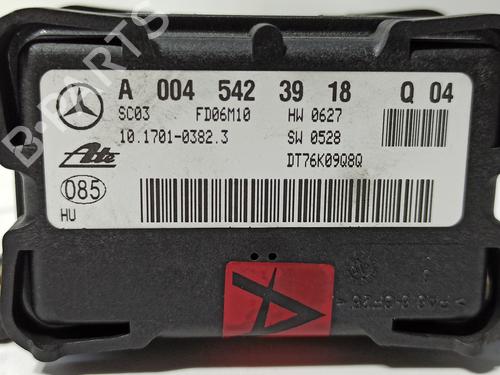 B-PARTS
A 004 542 39 18 Q 04
SC03 FD06M10 HW 0627
10.1701-0382.3 SW 0528
Ate DT76K09Q8Q
085
HU
A